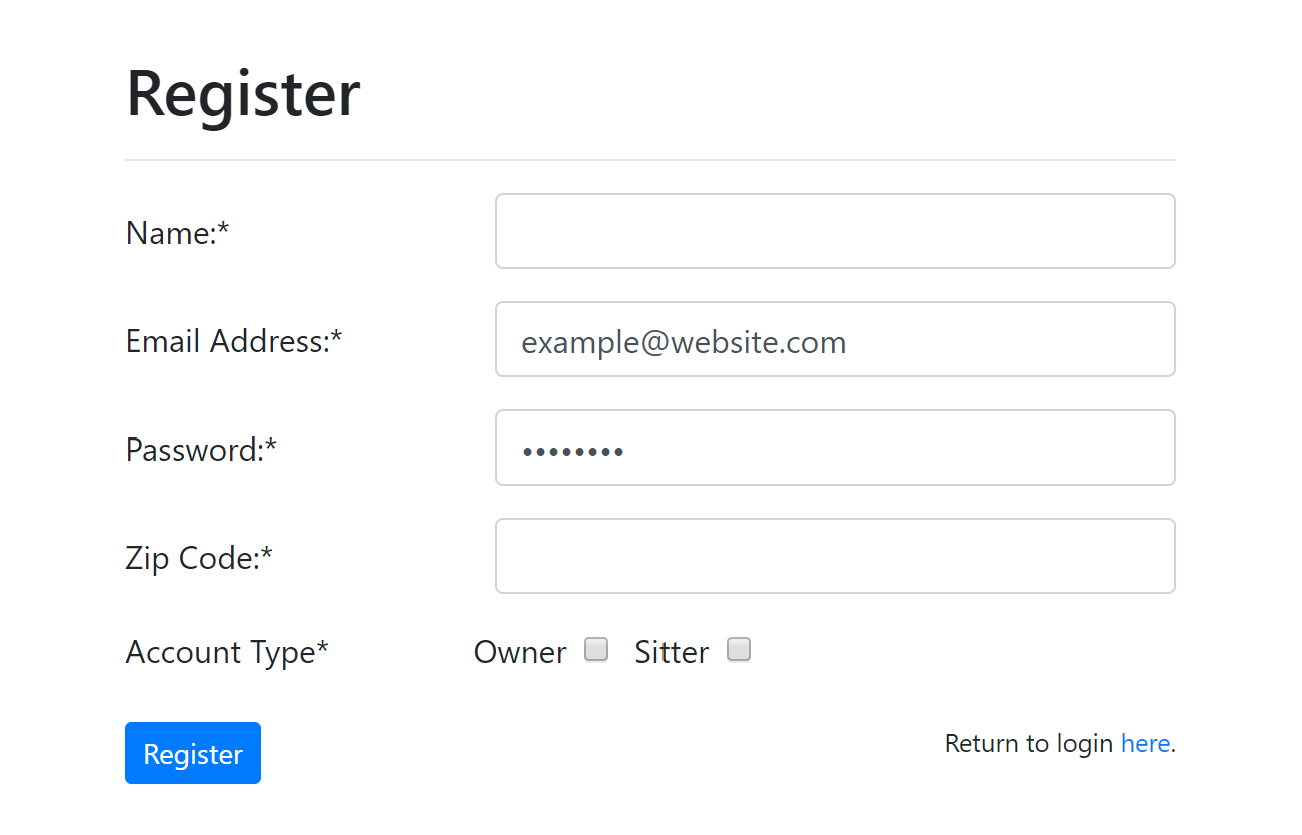 Register
Name:*
Email Address:* example@website.com
Password:* ••••••••
Zip Code:*
Account Type* Owner Sitter
Register Return to login here.